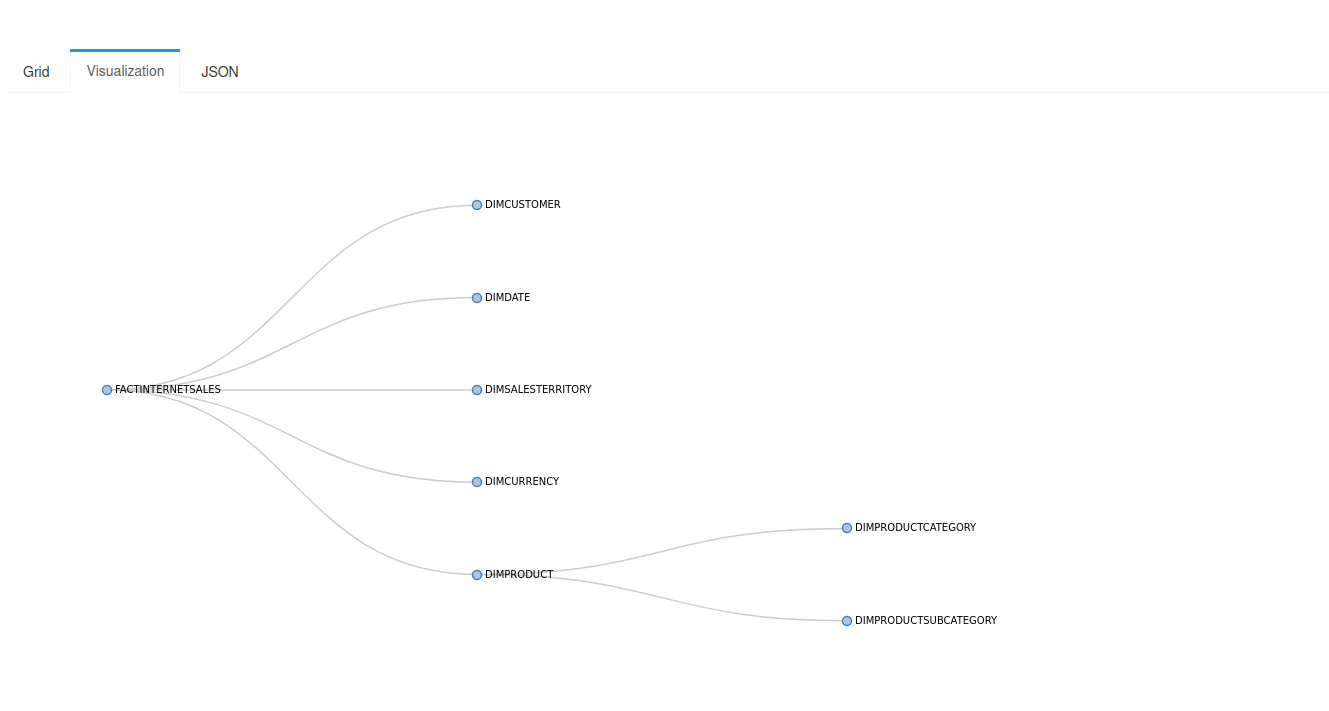 Grid
Visualization
JSON
DIMCUSTOMER
DIMDATE
FACTINTERNETSALES
DIMSALESTERRITORY
DIMCURRENCY
DIMPRODUCTCATEGORY
DIMPRODUCT
DIMPRODUCTSUBCATEGORY